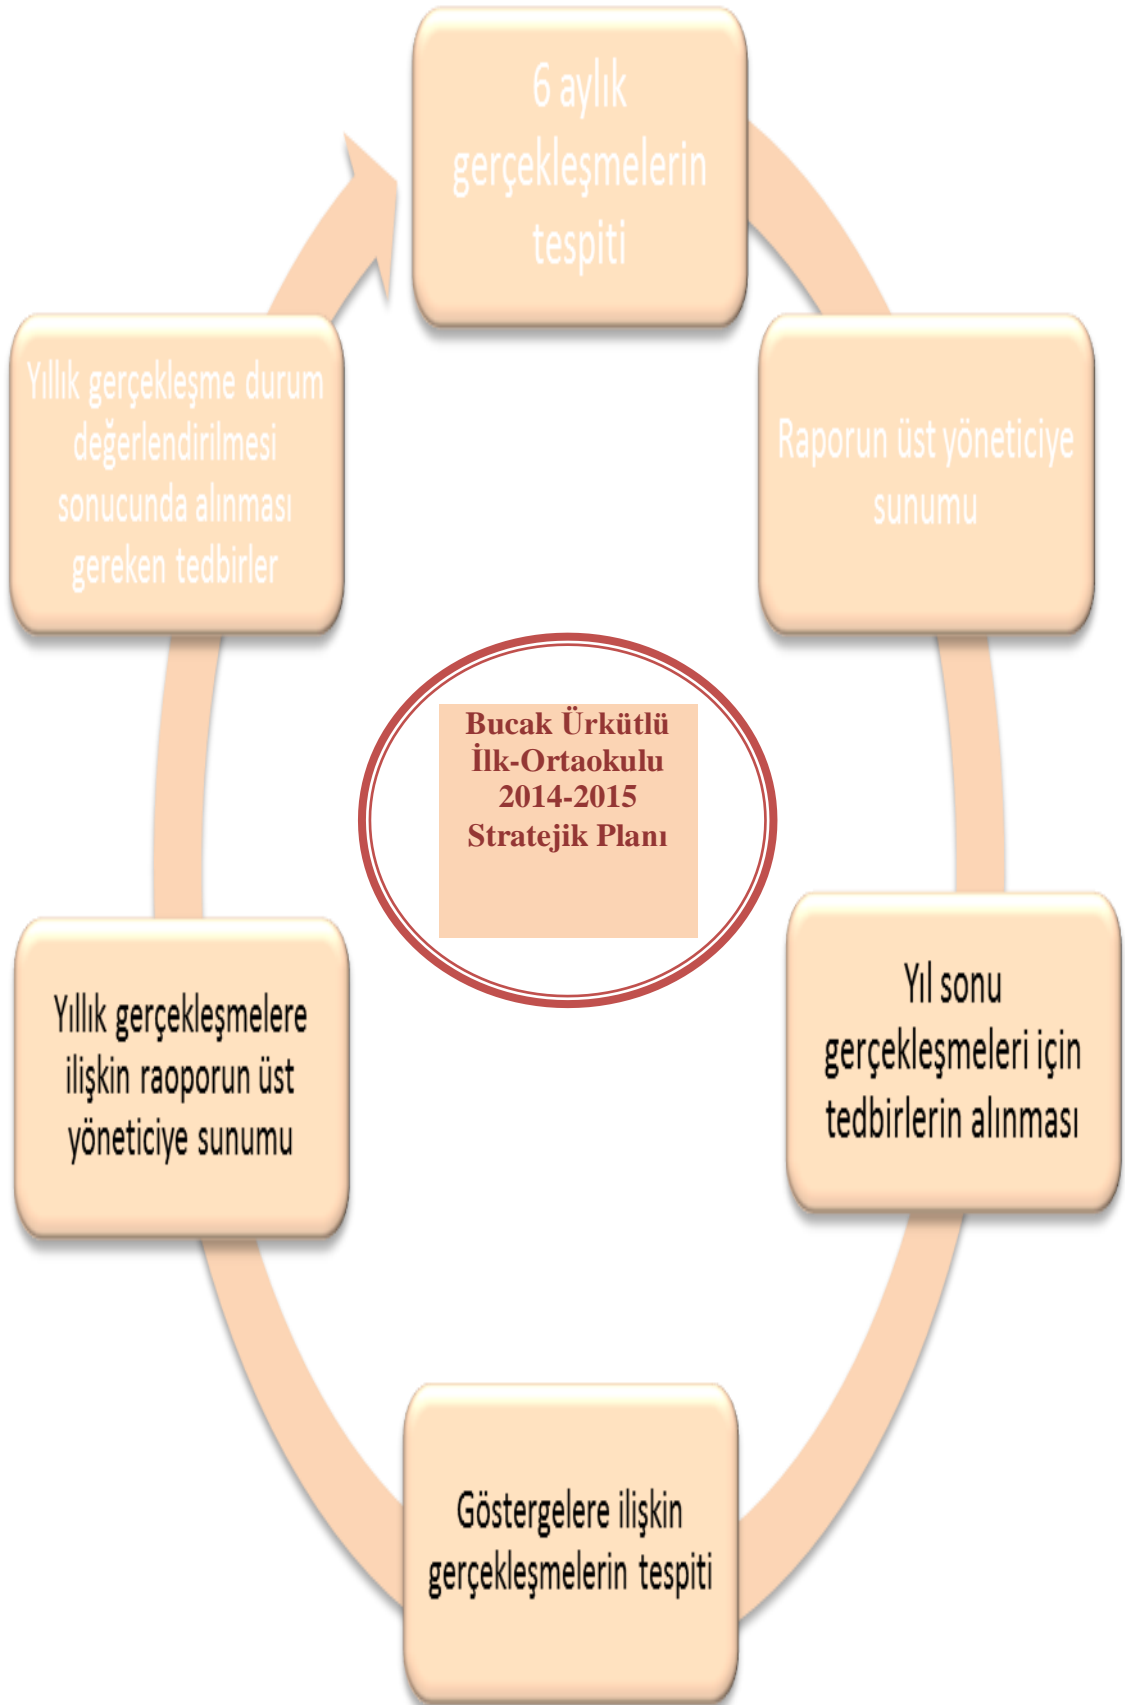 6 aylık
gerçekleşmelerin
tespiti
Raporun üst yöneticiye
sunumu
Yıl sonu
gerçekleşmeleri için
tedbirlerin alınması
Göstergelere ilişkin
gerçekleşmelerin tespiti
Yıllık gerçekleşmelere
ilişkin raoporun üst
yöneticiye sunumu
Yıllık gerçekleşme durum
değerlendirilmesi
sonucunda alınması
gereken tedbirler
Bucak Ürkütlü
İlk-Ortaokulu
2014-2015
Stratejik Planı